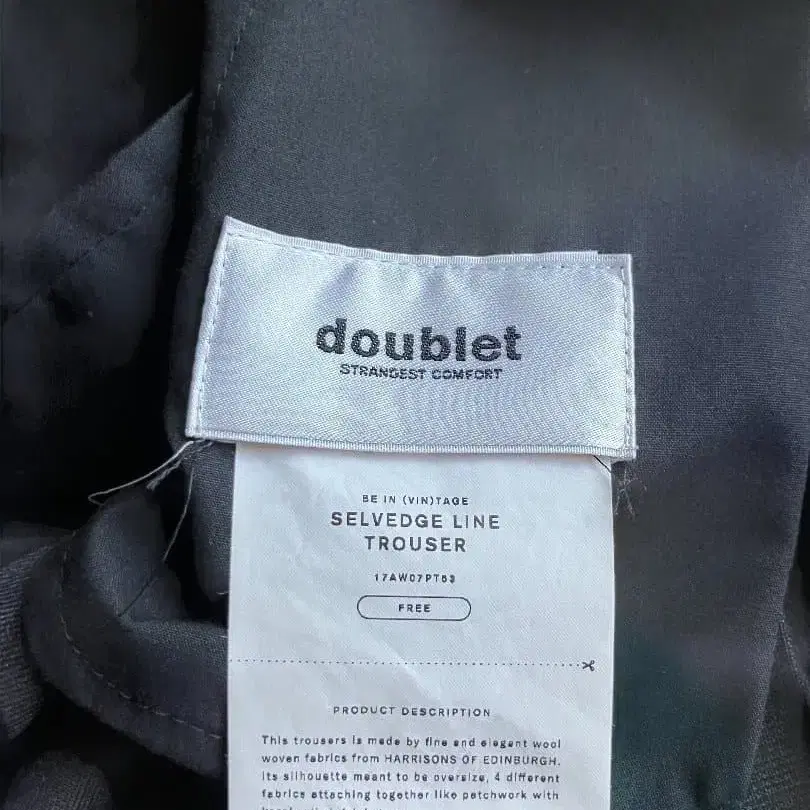 doublet
STRANGEST COMFORT
BE IN (VIN)TAGE
SELVEDGE LINE
TROUSER
17AW07PT53
FREE
PRODUCT DESCRIPTION
This trousers is made by fine and elegant wool
woven fabrics from HARRISONS OF EDINBURGH.
Its silhouette meant to be oversize, 4 different
fabrics attaching together like patchwork with